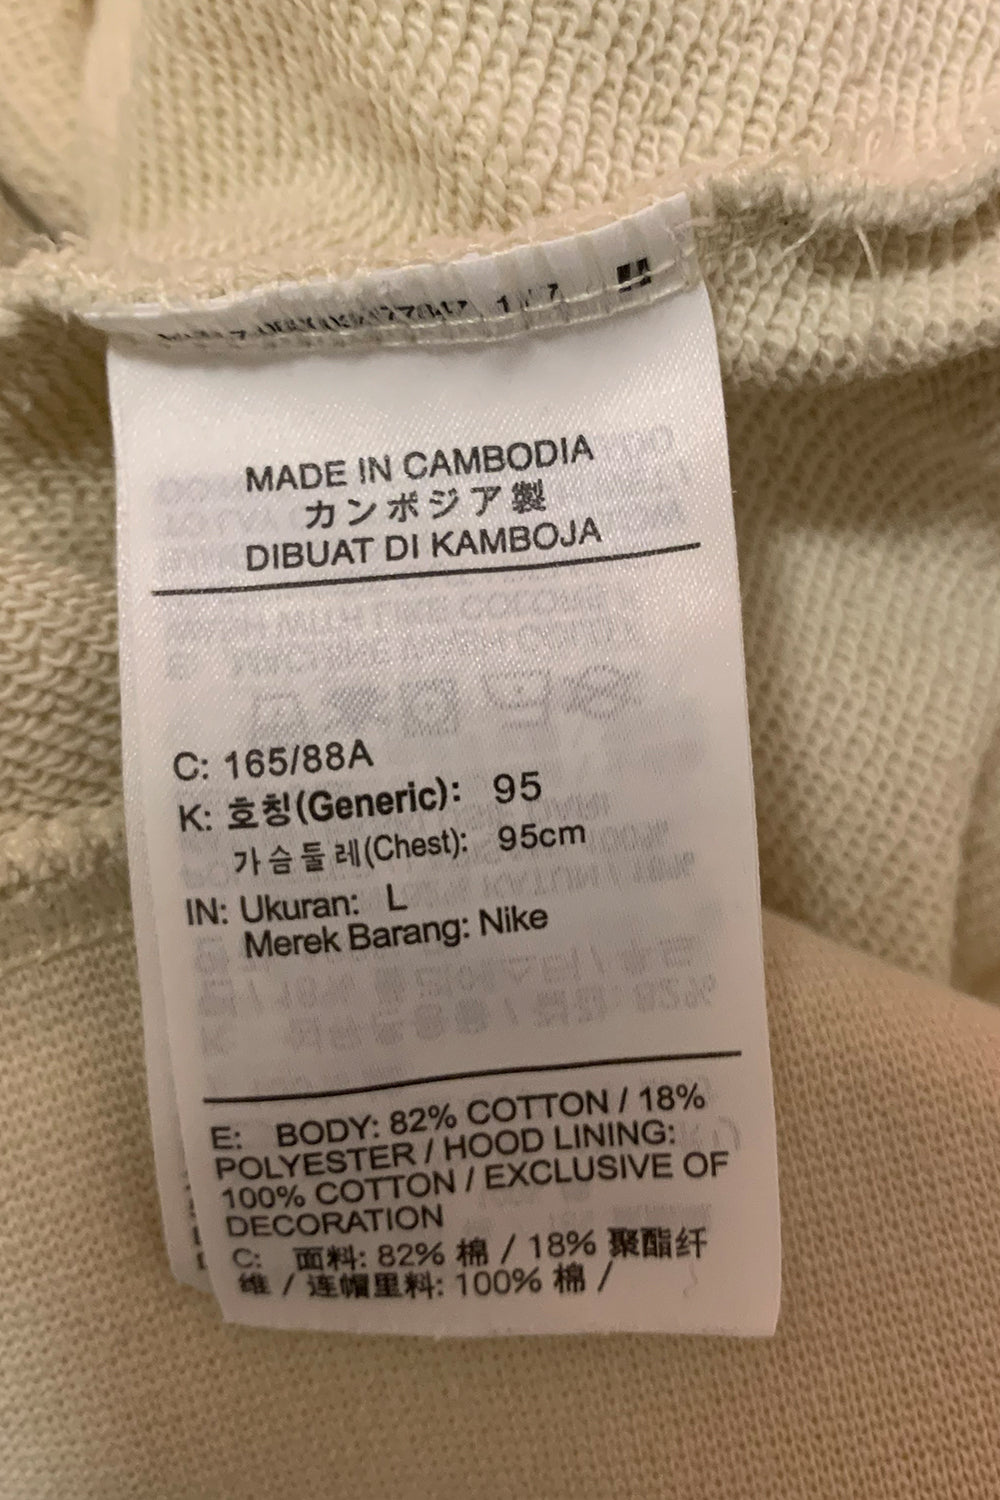 MADE IN CAMBODIA
カンボジア製
DIBUAT DI KAMBOJA
C: 165/88A
K: 호칭(Generic): 95
가슴둘레(Chest): 95cm
IN: Ukuran: L
Merek Barang: Nike
E: BODY: 82% COTTON / 18%
POLYESTER / HOOD LINING:
100% COTTON / EXCLUSIVE OF
DECORATION
C: 面料: 82% 棉 / 18% 聚酯纤
维 / 连帽里料: 100% 棉 /